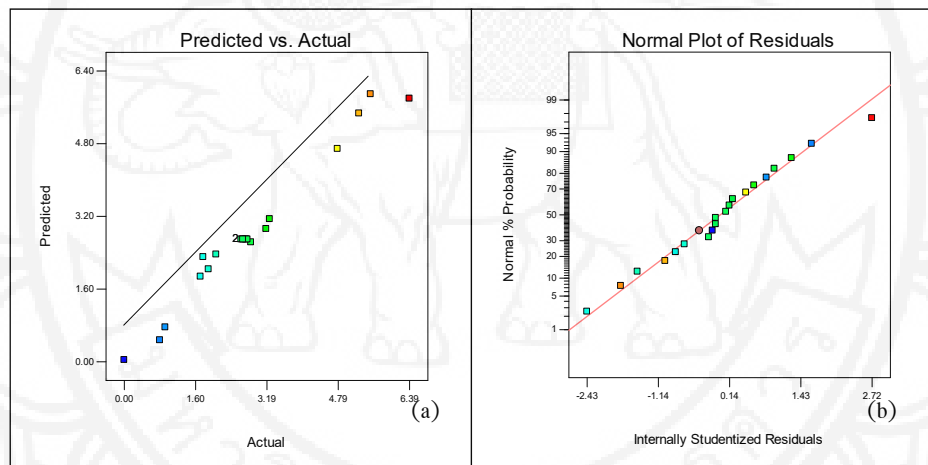 Predicted vs. Actual
Predicted
6.40
4.80
3.20
1.60
0.00
2
0.00 1.60 3.19 4.79 6.39
Actual
(a)
Normal Plot of Residuals
Normal % Probability
99
95
90
80
70
50
30
20
10
5
1
-2.43 -1.14 0.14 1.43 2.72
Internally Studentized Residuals
(b)